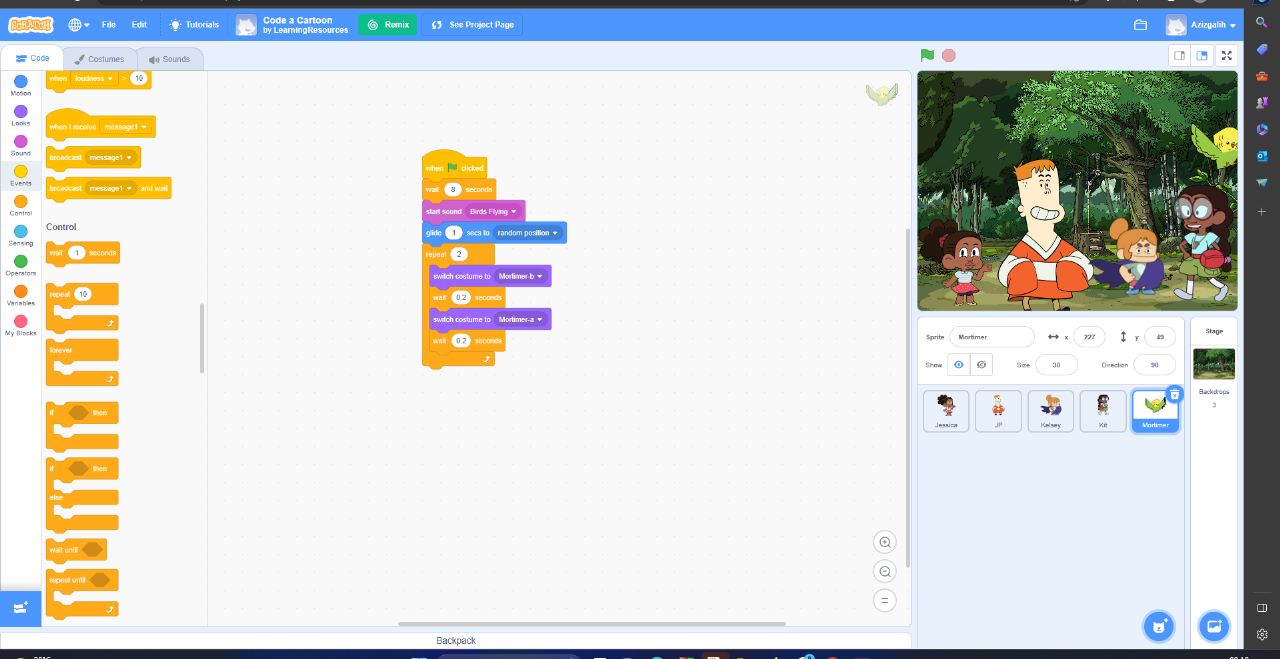 SCRATCH
File
Edit
Tutorials
Code a Cartoon
by LearningResources
Remix
See Project Page
Azizgalih
Code
Costumes
Sounds
Motion
Looks
Sound
Events
Control
Sensing
Operators
Variables
My Blocks
when loudness > 10
when I receive message1
broadcast message1
broadcast message1 and wait
Control
wait 1 seconds
repeat 10
forever
if then
if then
else
wait until
repeat until
when clicked
wait 8 seconds
start sound Birds Flying
glide 1 secs to random position
repeat 2
switch costume to Mortimer-b
wait 0.2 seconds
switch costume to Mortimer-a
wait 0.2 seconds
Backpack
Sprite Mortimer x 227 y 49
Show Size 30 Direction 90
Jessica
JP
Kelsey
Kit
Mortimer
Stage
Backdrops
3